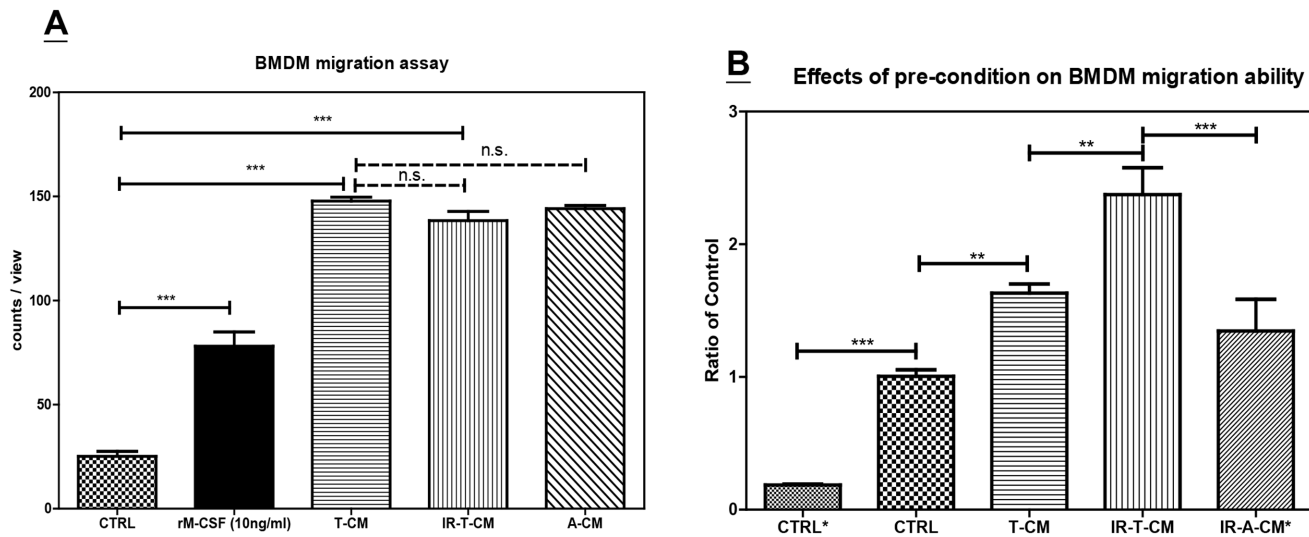 A
BMDM migration assay
counts / view
200
150
100
50
0
***
***
***
n.s.
n.s.
CTRL
rM-CSF (10ng/ml)
T-CM
IR-T-CM
A-CM
B
Effects of pre-condition on BMDM migration ability
Ratio of Control
3
2
1
0
***
**
**
***
CTRL*
CTRL
T-CM
IR-T-CM
IR-A-CM*